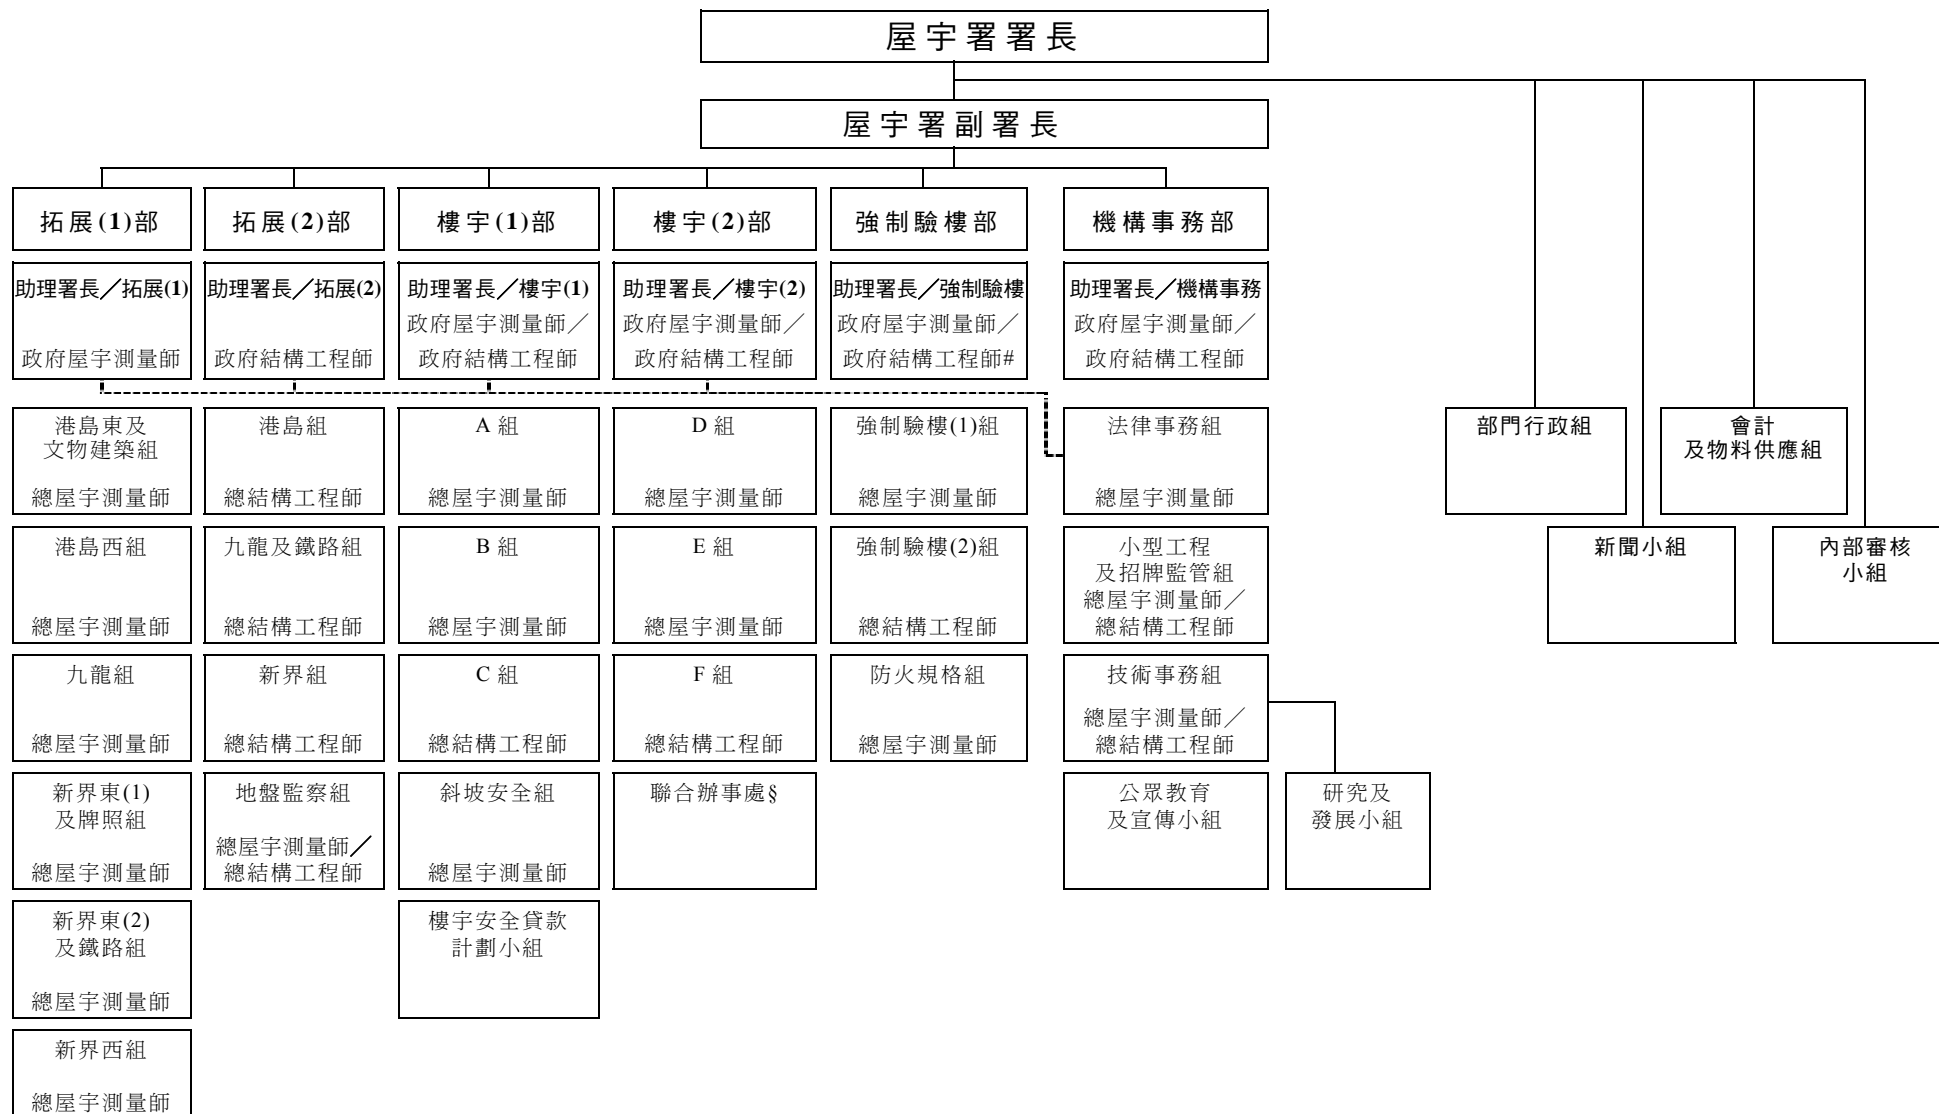 屋宇署署長
屋宇署副署長
拓展(1)部
助理署長／拓展(1)
政府屋宇測量師
港島東及
文物建築組
總屋宇測量師
港島西組
總屋宇測量師
九龍組
總屋宇測量師
新界東(1)
及牌照組
總屋宇測量師
新界東(2)
及鐵路組
總屋宇測量師
新界西組
總屋宇測量師
拓展(2)部
助理署長／拓展(2)
政府結構工程師
港島組
總結構工程師
九龍及鐵路組
總結構工程師
新界組
總結構工程師
地盤監察組
總屋宇測量師／
總結構工程師
樓宇(1)部
助理署長／樓宇(1)
政府屋宇測量師／
政府結構工程師
A 組
總屋宇測量師
B 組
總屋宇測量師
C 組
總結構工程師
斜坡安全組
總屋宇測量師
樓宇安全貸款
計劃小組
樓宇(2)部
助理署長／樓宇(2)
政府屋宇測量師／
政府結構工程師
D 組
總屋宇測量師
E 組
總屋宇測量師
F 組
總結構工程師
聯合辦事處§
強制驗樓部
助理署長／強制驗樓
政府屋宇測量師／
政府結構工程師#
強制驗樓(1)組
總屋宇測量師
強制驗樓(2)組
總結構工程師
防火規格組
總屋宇測量師
機構事務部
助理署長／機構事務
政府屋宇測量師／
政府結構工程師
法律事務組
總屋宇測量師
小型工程
及招牌監管組
總屋宇測量師／
總結構工程師
技術事務組
總屋宇測量師／
總結構工程師
公眾教育
及宣傳小組
研究及
發展小組
部門行政組
新聞小組
會計
及物料供應組
內部審核
小組